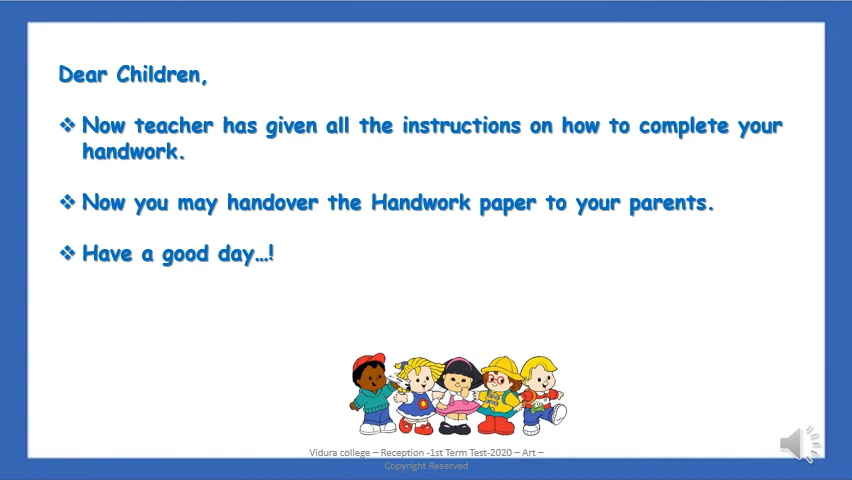 Dear Children,
❖ Now teacher has given all the instructions on how to complete your
handwork.
❖ Now you may handover the Handwork paper to your parents.
❖ Have a good day…!
Vidura college – Reception -1st Term Test-2020 – Art –
Copyright Reserved